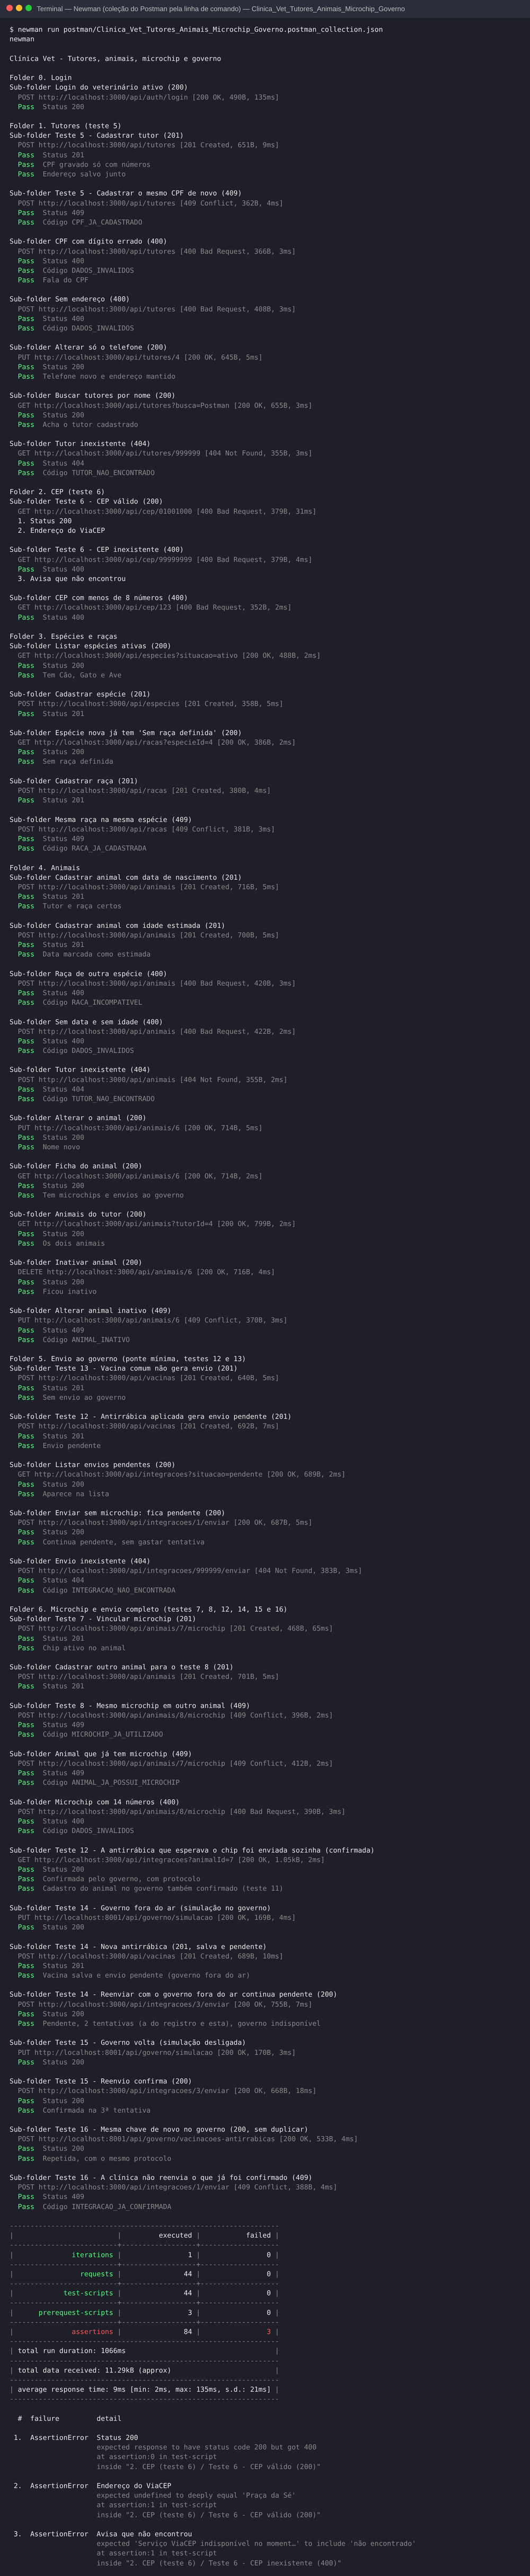 Terminal — Newman (coleção do Postman pela linha de comando) — Clinica_Vet_Tutores_Animais_Microchip_Governo
$ newman run postman/Clinica_Vet_Tutores_Animais_Microchip_Governo.postman_collection.json
newman
Clínica Vet - Tutores, animais, microchip e governo
Folder 0. Login
Sub-folder Login do veterinário ativo (200)
POST http://localhost:3000/api/auth/login [200 OK, 490B, 135ms]
Pass Status 200
Folder 1. Tutores (teste 5)
Sub-folder Teste 5 - Cadastrar tutor (201)
POST http://localhost:3000/api/tutores [201 Created, 651B, 9ms]
Pass Status 201
Pass CPF gravado só com números
Pass Endereço salvo junto
Sub-folder Teste 5 - Cadastrar o mesmo CPF de novo (409)
POST http://localhost:3000/api/tutores [409 Conflict, 362B, 4ms]
Pass Status 409
Pass Código CPF_JA_CADASTRADO
Sub-folder CPF com dígito errado (400)
POST http://localhost:3000/api/tutores [400 Bad Request, 366B, 3ms]
Pass Status 400
Pass Código DADOS_INVALIDOS
Pass Fala do CPF
Sub-folder Sem endereço (400)
POST http://localhost:3000/api/tutores [400 Bad Request, 408B, 3ms]
Pass Status 400
Pass Código DADOS_INVALIDOS
Sub-folder Alterar só o telefone (200)
PUT http://localhost:3000/api/tutores/4 [200 OK, 645B, 5ms]
Pass Status 200
Pass Telefone novo e endereço mantido
Sub-folder Buscar tutores por nome (200)
GET http://localhost:3000/api/tutores?busca=Postman [200 OK, 655B, 3ms]
Pass Status 200
Pass Acha o tutor cadastrado
Sub-folder Tutor inexistente (404)
GET http://localhost:3000/api/tutores/999999 [404 Not Found, 355B, 3ms]
Pass Status 404
Pass Código TUTOR_NAO_ENCONTRADO
Folder 2. CEP (teste 6)
Sub-folder Teste 6 - CEP válido (200)
GET http://localhost:3000/api/cep/01001000 [400 Bad Request, 379B, 31ms]
1. Status 200
2. Endereço do ViaCEP
Sub-folder Teste 6 - CEP inexistente (400)
GET http://localhost:3000/api/cep/99999999 [400 Bad Request, 379B, 4ms]
Pass Status 400
3. Avisa que não encontrou
Sub-folder CEP com menos de 8 números (400)
GET http://localhost:3000/api/cep/123 [400 Bad Request, 352B, 2ms]
Pass Status 400
Folder 3. Espécies e raças
Sub-folder Listar espécies ativas (200)
GET http://localhost:3000/api/especies?situacao=ativo [200 OK, 488B, 2ms]
Pass Status 200
Pass Tem Cão, Gato e Ave
Sub-folder Cadastrar espécie (201)
POST http://localhost:3000/api/especies [201 Created, 358B, 5ms]
Pass Status 201
Sub-folder Espécie nova já tem 'Sem raça definida' (200)
GET http://localhost:3000/api/racas?especieId=4 [200 OK, 386B, 2ms]
Pass Status 200
Pass Sem raça definida
Sub-folder Cadastrar raça (201)
POST http://localhost:3000/api/racas [201 Created, 380B, 4ms]
Pass Status 201
Sub-folder Mesma raça na mesma espécie (409)
POST http://localhost:3000/api/racas [409 Conflict, 381B, 3ms]
Pass Status 409
Pass Código RACA_JA_CADASTRADA
Folder 4. Animais
Sub-folder Cadastrar animal com data de nascimento (201)
POST http://localhost:3000/api/animais [201 Created, 716B, 5ms]
Pass Status 201
Pass Tutor e raça certos
Sub-folder Cadastrar animal com idade estimada (201)
POST http://localhost:3000/api/animais [201 Created, 700B, 5ms]
Pass Status 201
Pass Data marcada como estimada
Sub-folder Raça de outra espécie (400)
POST http://localhost:3000/api/animais [400 Bad Request, 420B, 3ms]
Pass Status 400
Pass Código RACA_INCOMPATIVEL
Sub-folder Sem data e sem idade (400)
POST http://localhost:3000/api/animais [400 Bad Request, 422B, 2ms]
Pass Status 400
Pass Código DADOS_INVALIDOS
Sub-folder Tutor inexistente (404)
POST http://localhost:3000/api/animais [404 Not Found, 355B, 2ms]
Pass Status 404
Pass Código TUTOR_NAO_ENCONTRADO
Sub-folder Alterar o animal (200)
PUT http://localhost:3000/api/animais/6 [200 OK, 714B, 5ms]
Pass Status 200
Pass Nome novo
Sub-folder Ficha do animal (200)
GET http://localhost:3000/api/animais/6 [200 OK, 714B, 2ms]
Pass Status 200
Pass Tem microchips e envios ao governo
Sub-folder Animais do tutor (200)
GET http://localhost:3000/api/animais?tutorId=4 [200 OK, 799B, 2ms]
Pass Status 200
Pass Os dois animais
Sub-folder Inativar animal (200)
DELETE http://localhost:3000/api/animais/6 [200 OK, 716B, 4ms]
Pass Status 200
Pass Ficou inativo
Sub-folder Alterar animal inativo (409)
PUT http://localhost:3000/api/animais/6 [409 Conflict, 370B, 3ms]
Pass Status 409
Pass Código ANIMAL_INATIVO
Folder 5. Envio ao governo (ponte mínima, testes 12 e 13)
Sub-folder Teste 13 - Vacina comum não gera envio (201)
POST http://localhost:3000/api/vacinas [201 Created, 640B, 5ms]
Pass Status 201
Pass Sem envio ao governo
Sub-folder Teste 12 - Antirrábica aplicada gera envio pendente (201)
POST http://localhost:3000/api/vacinas [201 Created, 692B, 7ms]
Pass Status 201
Pass Envio pendente
Sub-folder Listar envios pendentes (200)
GET http://localhost:3000/api/integracoes?situacao=pendente [200 OK, 689B, 2ms]
Pass Status 200
Pass Aparece na lista
Sub-folder Enviar sem microchip: fica pendente (200)
POST http://localhost:3000/api/integracoes/1/enviar [200 OK, 687B, 5ms]
Pass Status 200
Pass Continua pendente, sem gastar tentativa
Sub-folder Envio inexistente (404)
POST http://localhost:3000/api/integracoes/999999/enviar [404 Not Found, 383B, 3ms]
Pass Status 404
Pass Código INTEGRACAO_NAO_ENCONTRADA
Folder 6. Microchip e envio completo (testes 7, 8, 12, 14, 15 e 16)
Sub-folder Teste 7 - Vincular microchip (201)
POST http://localhost:3000/api/animais/7/microchip [201 Created, 468B, 65ms]
Pass Status 201
Pass Chip ativo no animal
Sub-folder Cadastrar outro animal para o teste 8 (201)
POST http://localhost:3000/api/animais [201 Created, 701B, 5ms]
Pass Status 201
Sub-folder Teste 8 - Mesmo microchip em outro animal (409)
POST http://localhost:3000/api/animais/8/microchip [409 Conflict, 396B, 2ms]
Pass Status 409
Pass Código MICROCHIP_JA_UTILIZADO
Sub-folder Animal que já tem microchip (409)
POST http://localhost:3000/api/animais/7/microchip [409 Conflict, 412B, 2ms]
Pass Status 409
Pass Código ANIMAL_JA_POSSUI_MICROCHIP
Sub-folder Microchip com 14 números (400)
POST http://localhost:3000/api/animais/8/microchip [400 Bad Request, 390B, 3ms]
Pass Status 400
Pass Código DADOS_INVALIDOS
Sub-folder Teste 12 - A antirrábica que esperava o chip foi enviada sozinha (confirmada)
GET http://localhost:3000/api/integracoes?animalId=7 [200 OK, 1.05kB, 2ms]
Pass Status 200
Pass Confirmada pelo governo, com protocolo
Pass Cadastro do animal no governo também confirmado (teste 11)
Sub-folder Teste 14 - Governo fora do ar (simulação no governo)
PUT http://localhost:8001/api/governo/simulacao [200 OK, 169B, 4ms]
Pass Status 200
Sub-folder Teste 14 - Nova antirrábica (201, salva e pendente)
POST http://localhost:3000/api/vacinas [201 Created, 689B, 10ms]
Pass Status 201
Pass Vacina salva e envio pendente (governo fora do ar)
Sub-folder Teste 14 - Reenviar com o governo fora do ar continua pendente (200)
POST http://localhost:3000/api/integracoes/3/enviar [200 OK, 755B, 7ms]
Pass Status 200
Pass Pendente, 2 tentativas (a do registro e esta), governo indisponível
Sub-folder Teste 15 - Governo volta (simulação desligada)
PUT http://localhost:8001/api/governo/simulacao [200 OK, 170B, 3ms]
Pass Status 200
Sub-folder Teste 15 - Reenvio confirma (200)
POST http://localhost:3000/api/integracoes/3/enviar [200 OK, 668B, 18ms]
Pass Status 200
Pass Confirmada na 3ª tentativa
Sub-folder Teste 16 - Mesma chave de novo no governo (200, sem duplicar)
POST http://localhost:8001/api/governo/vacinacoes-antirrabicas [200 OK, 533B, 4ms]
Pass Status 200
Pass Repetida, com o mesmo protocolo
Sub-folder Teste 16 - A clínica não reenvia o que já foi confirmado (409)
POST http://localhost:3000/api/integracoes/1/enviar [409 Conflict, 388B, 4ms]
Pass Status 409
Pass Código INTEGRACAO_JA_CONFIRMADA
| | executed | failed |
| iterations | 1 | 0 |
| requests | 44 | 0 |
| test-scripts | 44 | 0 |
| prerequest-scripts | 3 | 0 |
| assertions | 84 | 3 |
| total run duration: 1066ms |
| total data received: 11.29kB (approx) |
| average response time: 9ms [min: 2ms, max: 135ms, s.d.: 21ms] |
# failure detail
1. AssertionError Status 200
expected response to have status code 200 but got 400
at assertion:0 in test-script
inside "2. CEP (teste 6) / Teste 6 - CEP válido (200)"
2. AssertionError Endereço do ViaCEP
expected undefined to deeply equal 'Praça da Sé'
at assertion:1 in test-script
inside "2. CEP (teste 6) / Teste 6 - CEP válido (200)"
3. AssertionError Avisa que não encontrou
expected 'Serviço ViaCEP indisponível no moment…' to include 'não encontrado'
at assertion:1 in test-script
inside "2. CEP (teste 6) / Teste 6 - CEP inexistente (400)"